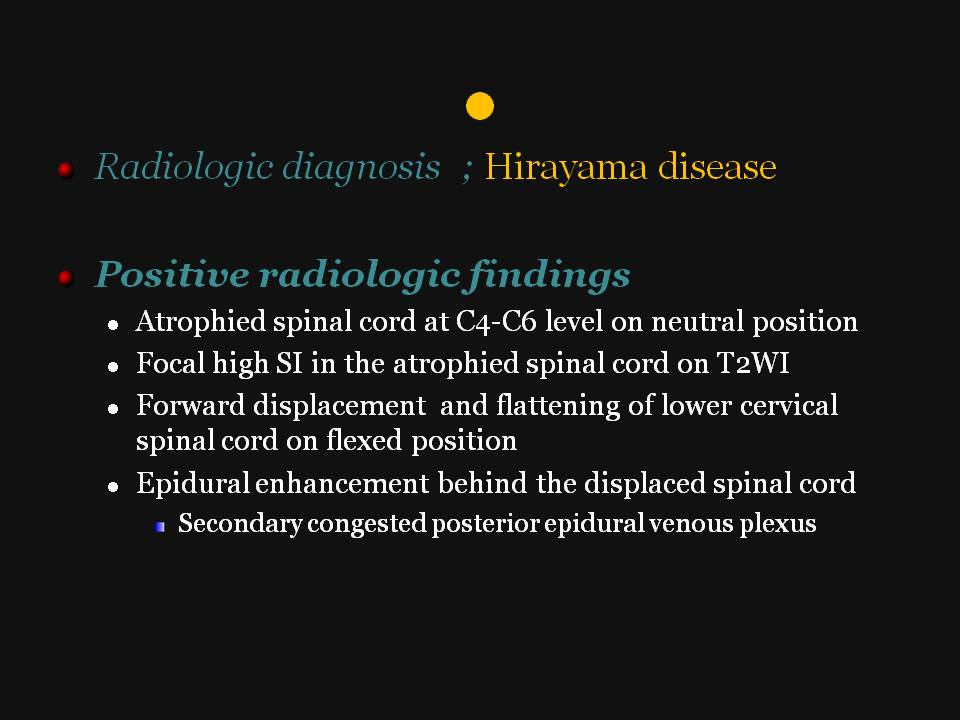 Radiologic diagnosis ; Hirayama disease
Positive radiologic findings
Atrophied spinal cord at C4-C6 level on neutral position
Focal high SI in the atrophied spinal cord on T2WI
Forward displacement and flattening of lower cervical
spinal cord on flexed position
Epidural enhancement behind the displaced spinal cord
Secondary congested posterior epidural venous plexus